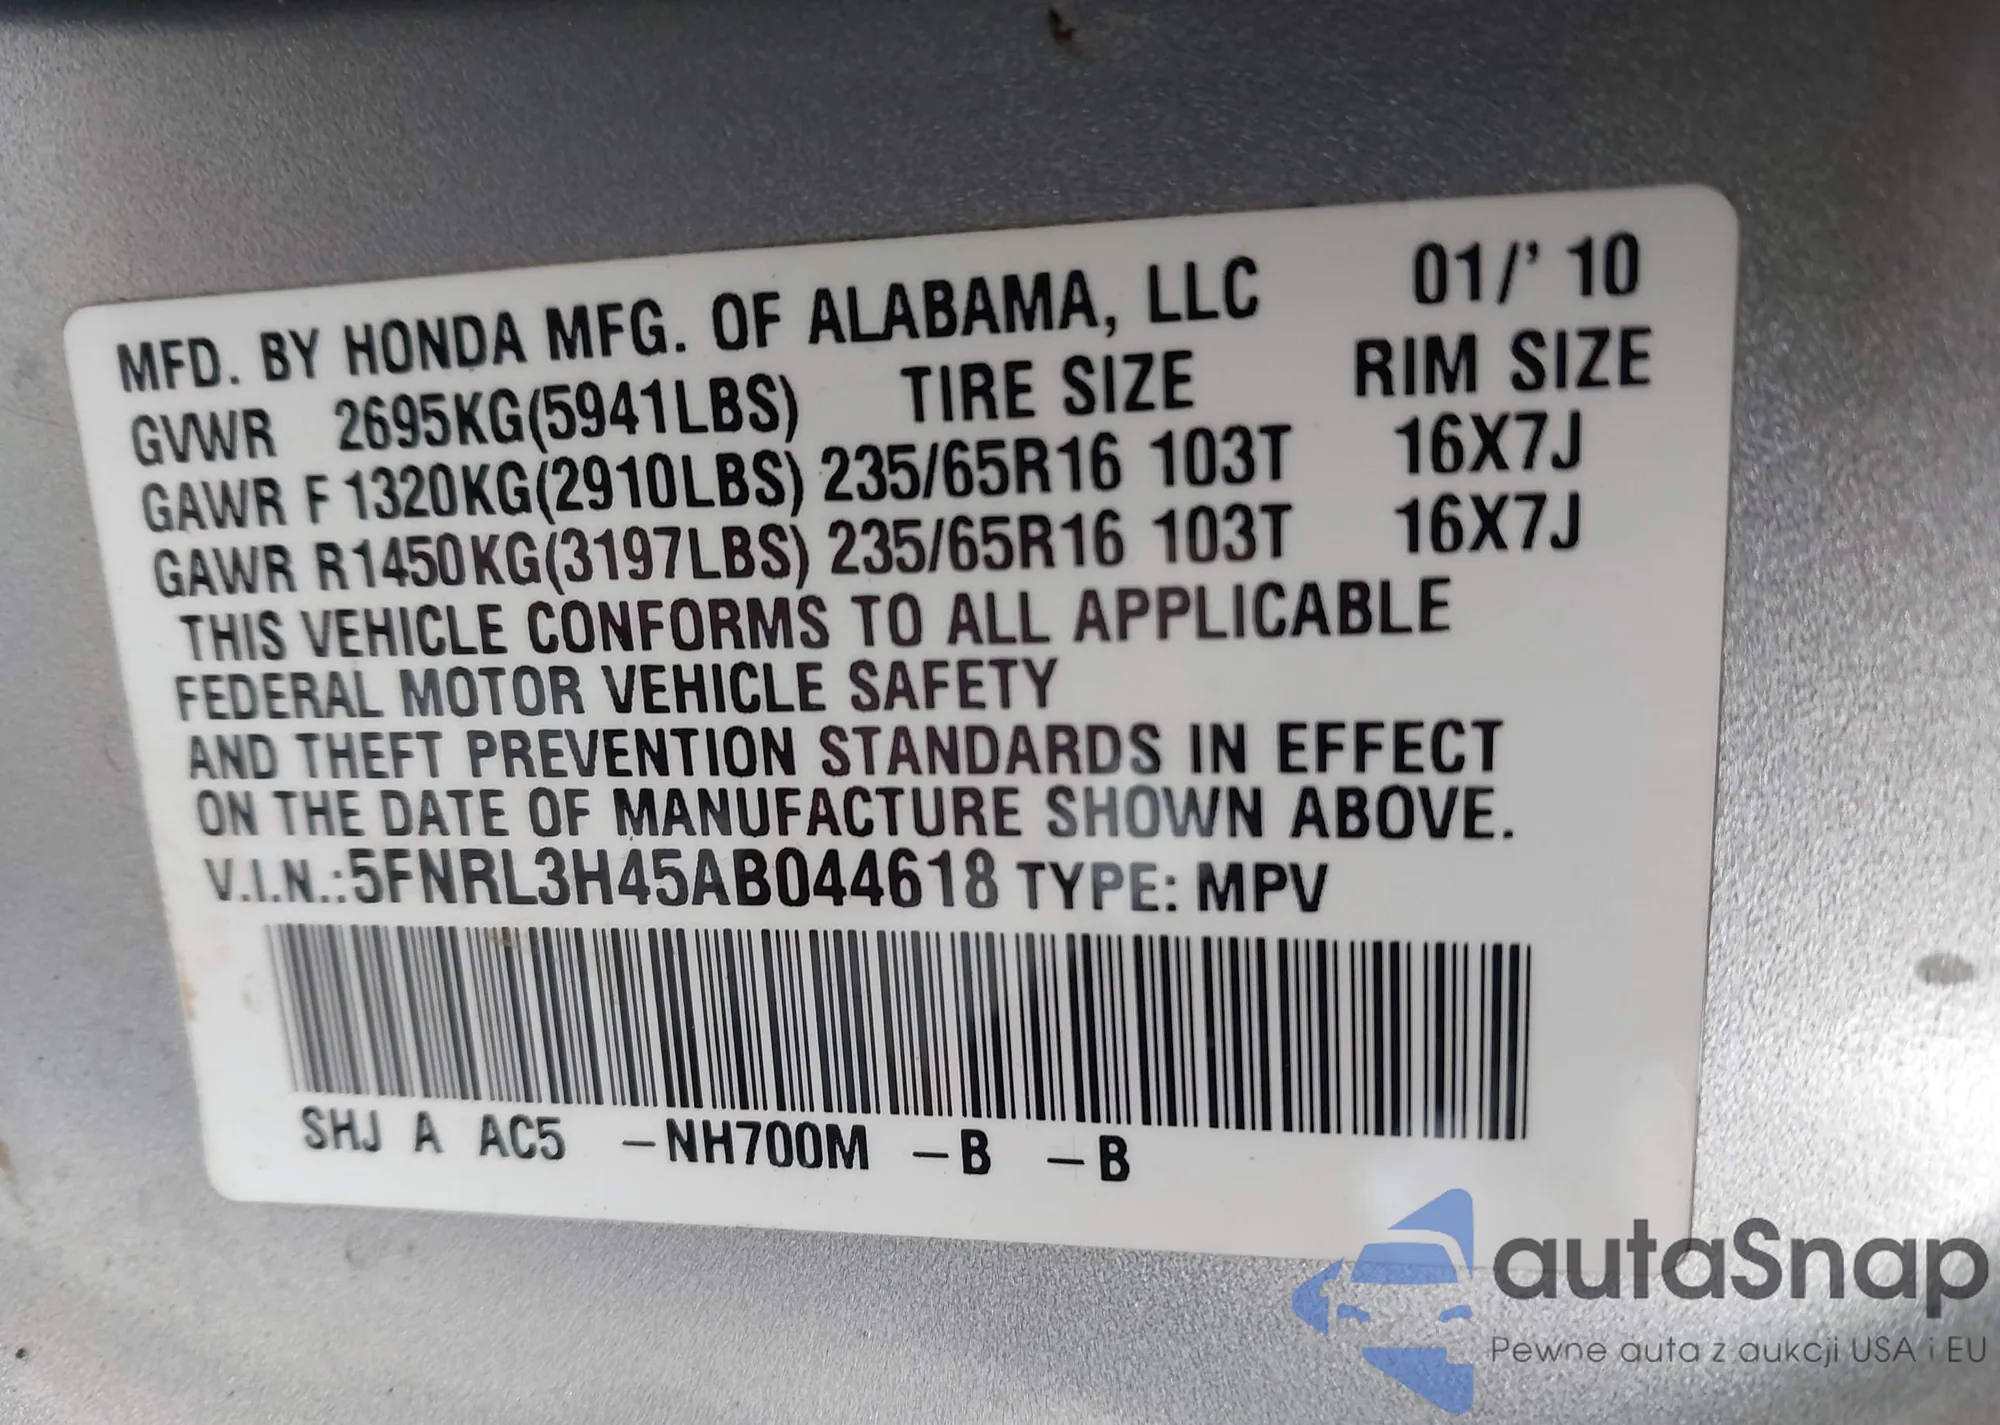 MFD. BY HONDA MFG. OF ALABAMA, LLC 01/' 10
GVWR 2695KG(5941LBS) TIRE SIZE RIM SIZE
GAWR F 1320KG(2910LBS) 235/65R16 103T 16X7J
GAWR R 1450KG(3197LBS) 235/65R16 103T 16X7J
THIS VEHICLE CONFORMS TO ALL APPLICABLE
FEDERAL MOTOR VEHICLE SAFETY
AND THEFT PREVENTION STANDARDS IN EFFECT
ON THE DATE OF MANUFACTURE SHOWN ABOVE.
V.I.N.:5FNRL3H45AB044618 TYPE: MPV
SHJ A AC5 -NH700M -B -B
autaSnap
Pewne auta z aukcji USA i EU